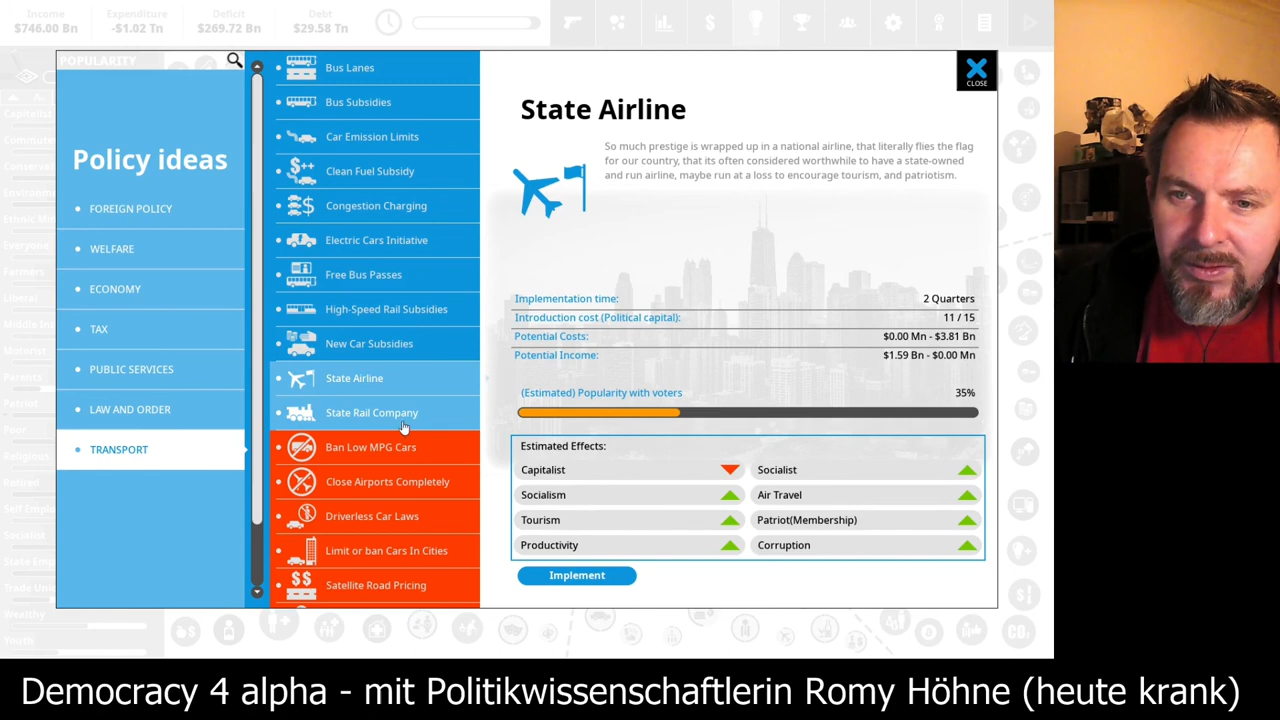 Income
Expenditure
Deficit
Debt
$746.00 Bn
-$1.02 Tn
$269.72 Bn
$29.58 Tn
POPULARITY
Policy ideas
FOREIGN POLICY
WELFARE
ECONOMY
TAX
PUBLIC SERVICES
LAW AND ORDER
TRANSPORT
Bus Lanes
Bus Subsidies
Car Emission Limits
Clean Fuel Subsidy
Congestion Charging
Electric Cars Initiative
Free Bus Passes
High-Speed Rail Subsidies
New Car Subsidies
State Airline
State Rail Company
Ban Low MPG Cars
Close Airports Completely
Driverless Car Laws
Limit or ban Cars In Cities
Satellite Road Pricing
CLOSE
State Airline
So much prestige is wrapped up in a national airline, that literally flies the flag
for our country, that its often considered worthwhile to have a state-owned
and run airline, maybe run at a loss to encourage tourism, and patriotism.
Implementation time: 2 Quarters
Introduction cost (Political capital): 11 / 15
Potential Costs: $0.00 Mn - $3.81 Bn
Potential Income: $1.59 Bn - $0.00 Mn
(Estimated) Popularity with voters 35%
Estimated Effects:
Capitalist Socialist
Socialism Air Travel
Tourism Patriot(Membership)
Productivity Corruption
Implement
Democracy 4 alpha - mit Politikwissenschaftlerin Romy Höhne (heute krank)